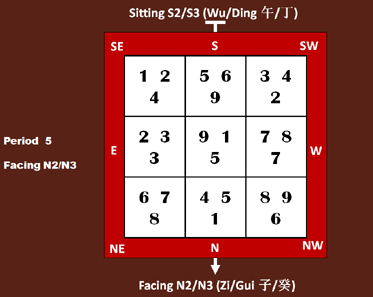 Sitting S2/S3 (Wu/Ding 午/丁)
SE S SW
1 2 5 6 3 4
4 9 2
Period 5
2 3 9 1 7 8
E W
3 5 7
Facing N2/N3
6 7 4 5 8 9
8 1 6
NE N NW
Facing N2/N3 (Zi/Gui 子/癸)